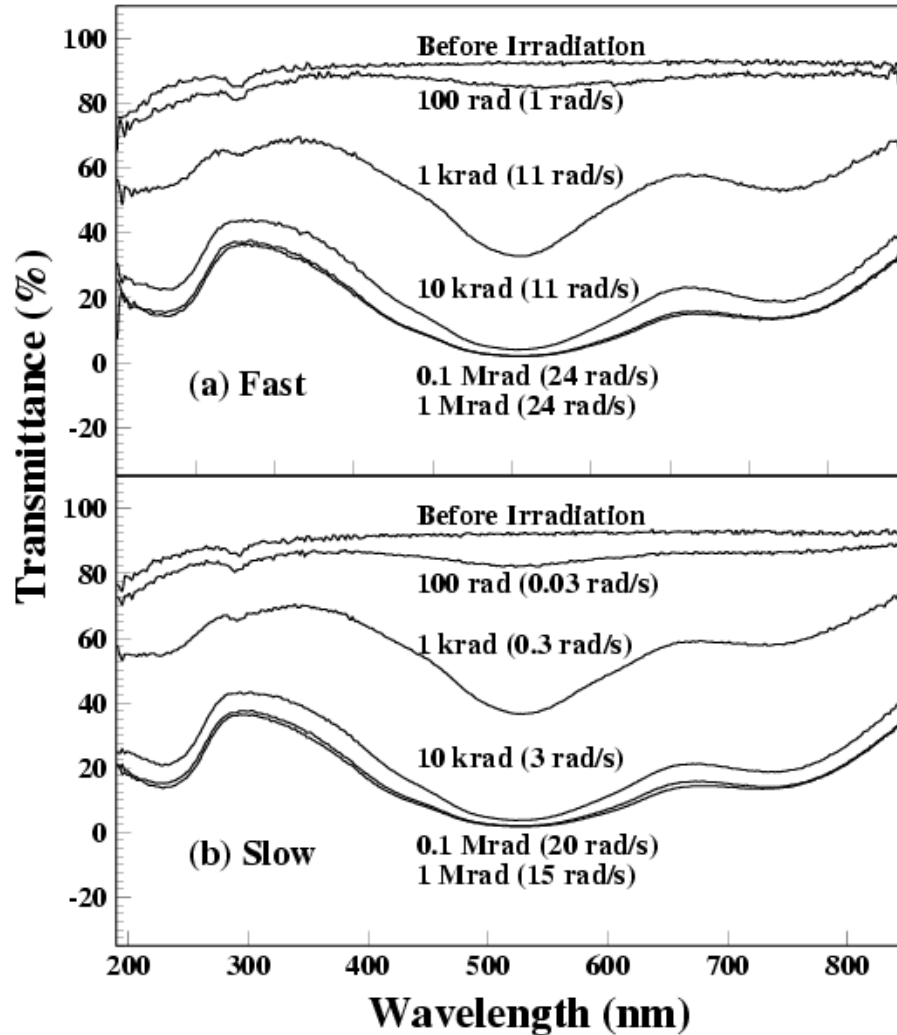 100
Before Irradiation
80
100 rad (1 rad/s)
60
1 krad (11 rad/s)
40
20
10 krad (11 rad/s)
0
0.1 Mrad (24 rad/s)
(a) Fast
1 Mrad (24 rad/s)
-20
Transmittance (%)
100
Before Irradiation
80
100 rad (0.03 rad/s)
60
1 krad (0.3 rad/s)
40
20
10 krad (3 rad/s)
0
0.1 Mrad (20 rad/s)
(b) Slow
1 Mrad (15 rad/s)
-20
200 300 400 500 600 700 800
Wavelength (nm)